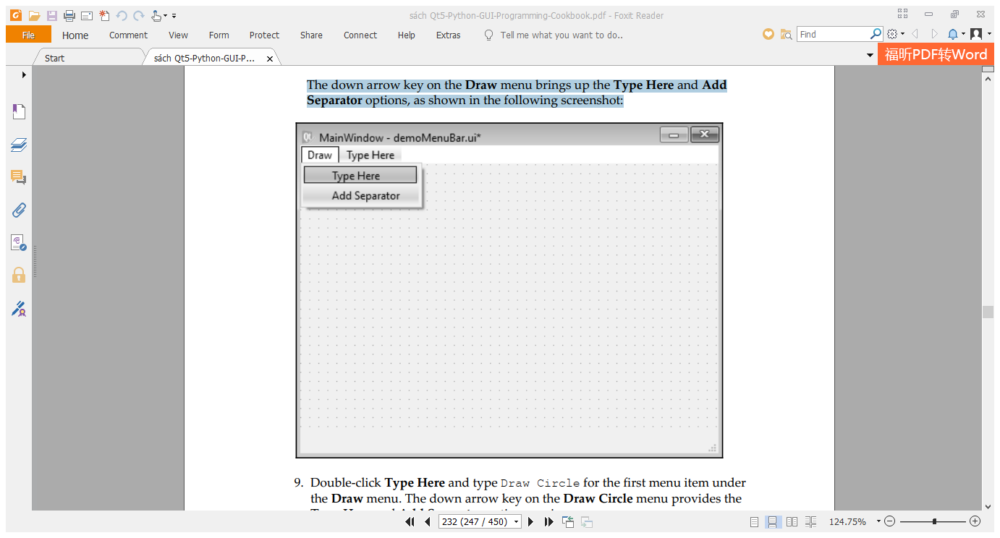 sách Qt5-Python-GUI-Programming-Cookbook.pdf - Foxit Reader
File Home Comment View Form Protect Share Connect Help Extras Tell me what you want to do.. Find
Start sách Qt5-Python-GUI-P... 福昕PDF转Word
The down arrow key on the Draw menu brings up the Type Here and Add
Separator options, as shown in the following screenshot:
Qt MainWindow - demoMenuBar.ui*
Draw Type Here
Type Here
Add Separator
9. Double-click Type Here and type Draw Circle for the first menu item under
the Draw menu. The down arrow key on the Draw Circle menu provides the
232 (247 / 450) 124.75%